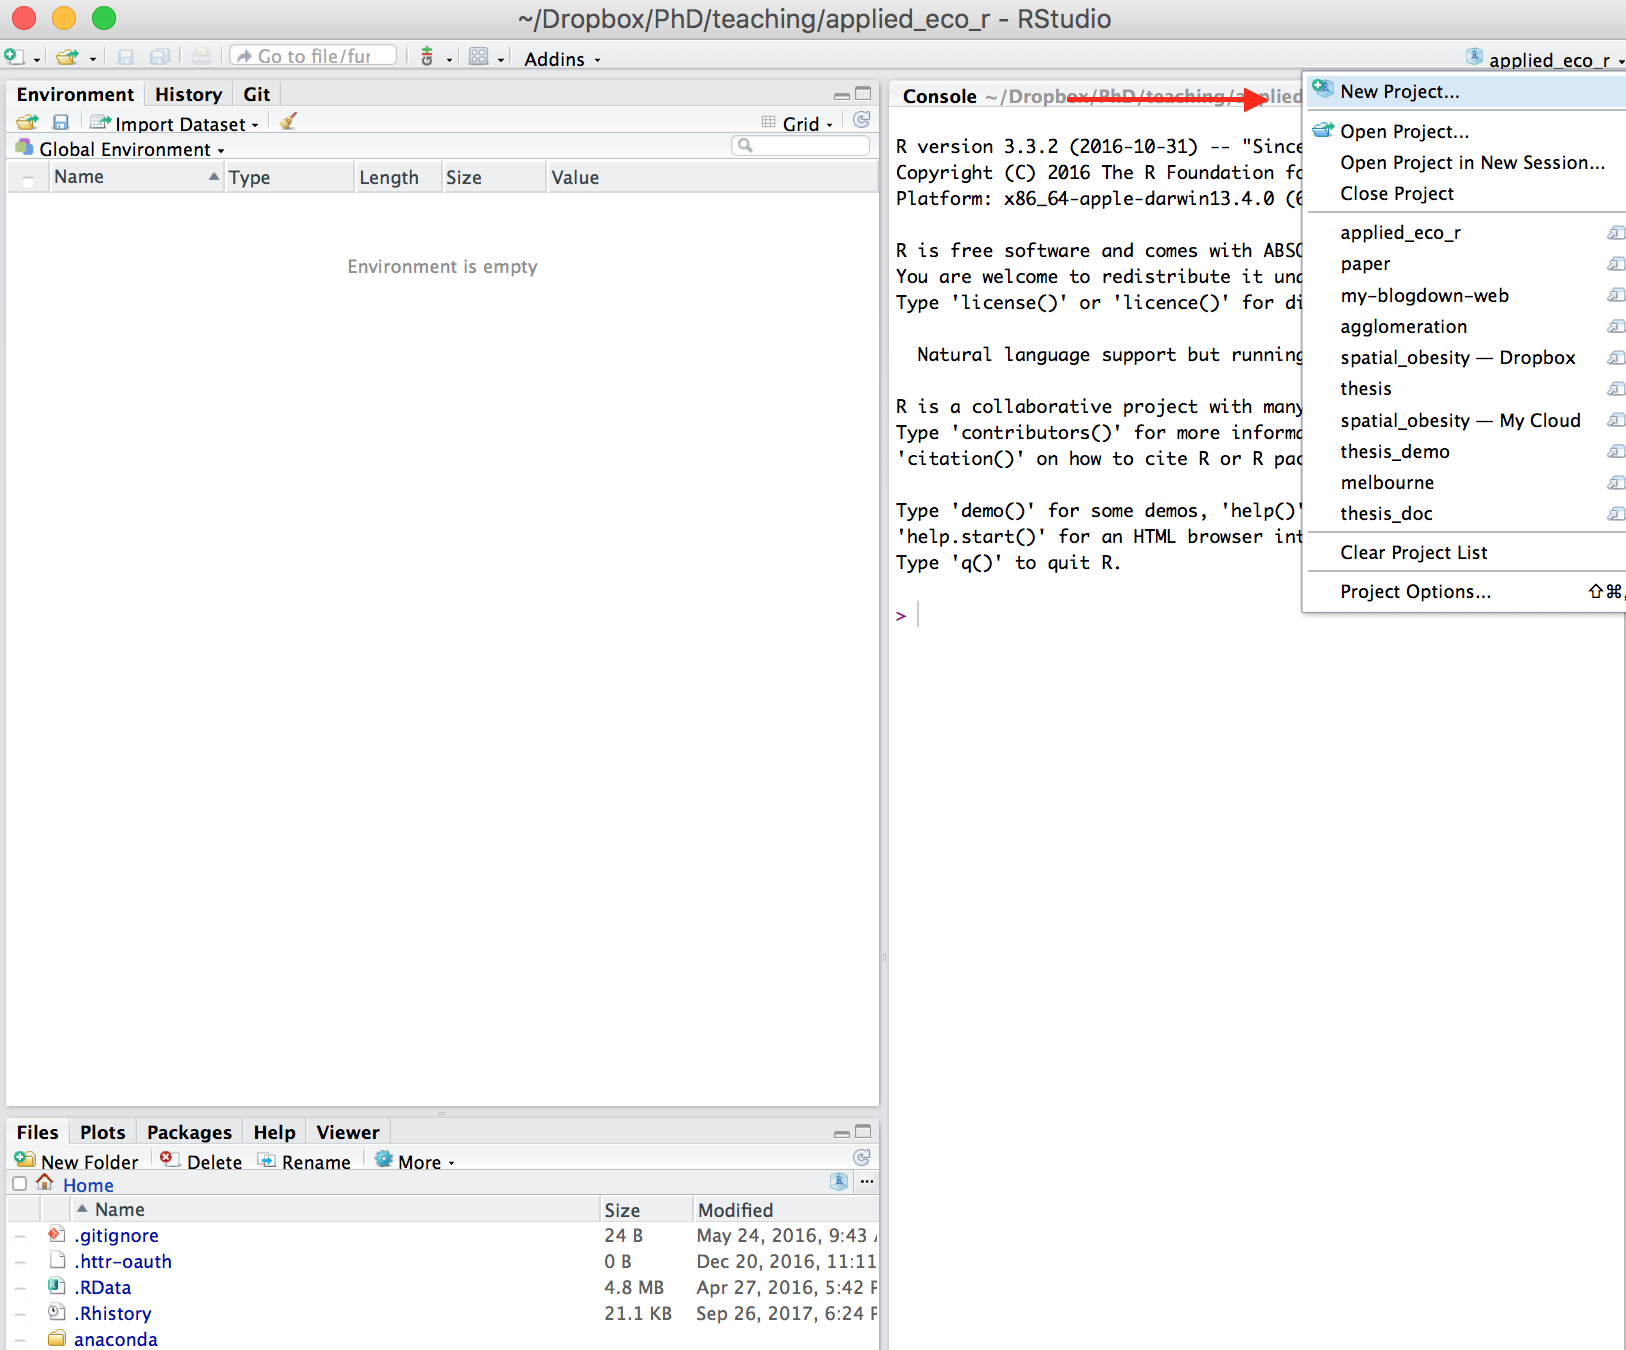 ~/Dropbox/PhD/teaching/applied_eco_r - RStudio
Go to file/fur
Addins
applied_eco_r
Environment History Git
Import Dataset
Grid
Global Environment
Name Type Length Size Value
Environment is empty
Console ~/Dropbox/PhD/teaching/applied
R version 3.3.2 (2016-10-31) -- "Since
Copyright (C) 2016 The R Foundation fo
Platform: x86_64-apple-darwin13.4.0 (6
R is free software and comes with ABSO
You are welcome to redistribute it und
Type 'license()' or 'licence()' for di
Natural language support but running
R is a collaborative project with many
Type 'contributors()' for more informa
'citation()' on how to cite R or R pac
Type 'demo()' for some demos, 'help()'
'help.start()' for an HTML browser int
Type 'q()' to quit R.
>
New Project...
Open Project...
Open Project in New Session...
Close Project
applied_eco_r
paper
my-blogdown-web
agglomeration
spatial_obesity — Dropbox
thesis
spatial_obesity — My Cloud
thesis_demo
melbourne
thesis_doc
Clear Project List
Project Options... ⇧⌘,
Files Plots Packages Help Viewer
New Folder Delete Rename More
Home ...
Name Size Modified
.gitignore 24 B May 24, 2016, 9:43
.httr-oauth 0 B Dec 20, 2016, 11:11
.RData 4.8 MB Apr 27, 2016, 5:42 P
.Rhistory 21.1 KB Sep 26, 2017, 6:24 P
anaconda